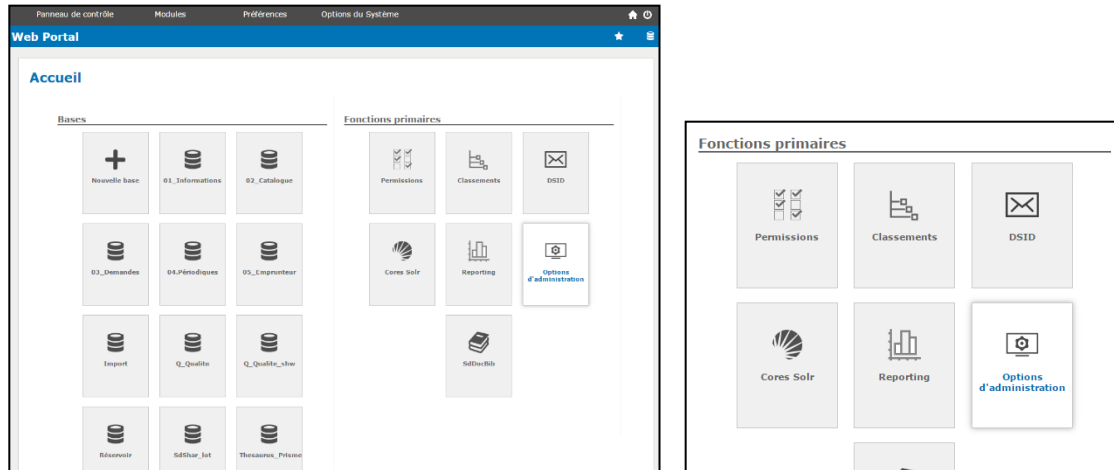 Panneau de contrôle Modules Préférences Options du Système
Web Portal
Accueil
Bases
Nouvelle base 01_Informations 02_Catalogue
03_Demandes 04.Périodiques 05_Emprunteur
Import Q_Qualite Q_Qualite_shw
Réservoir SdShar_lot Thesaurus_Prisme
Fonctions primaires
Permissions Classements DSID
Cores Solr Reporting Options
d'administration
SdDocBib
Fonctions primaires
Permissions Classements DSID
Cores Solr Reporting Options
d'administration